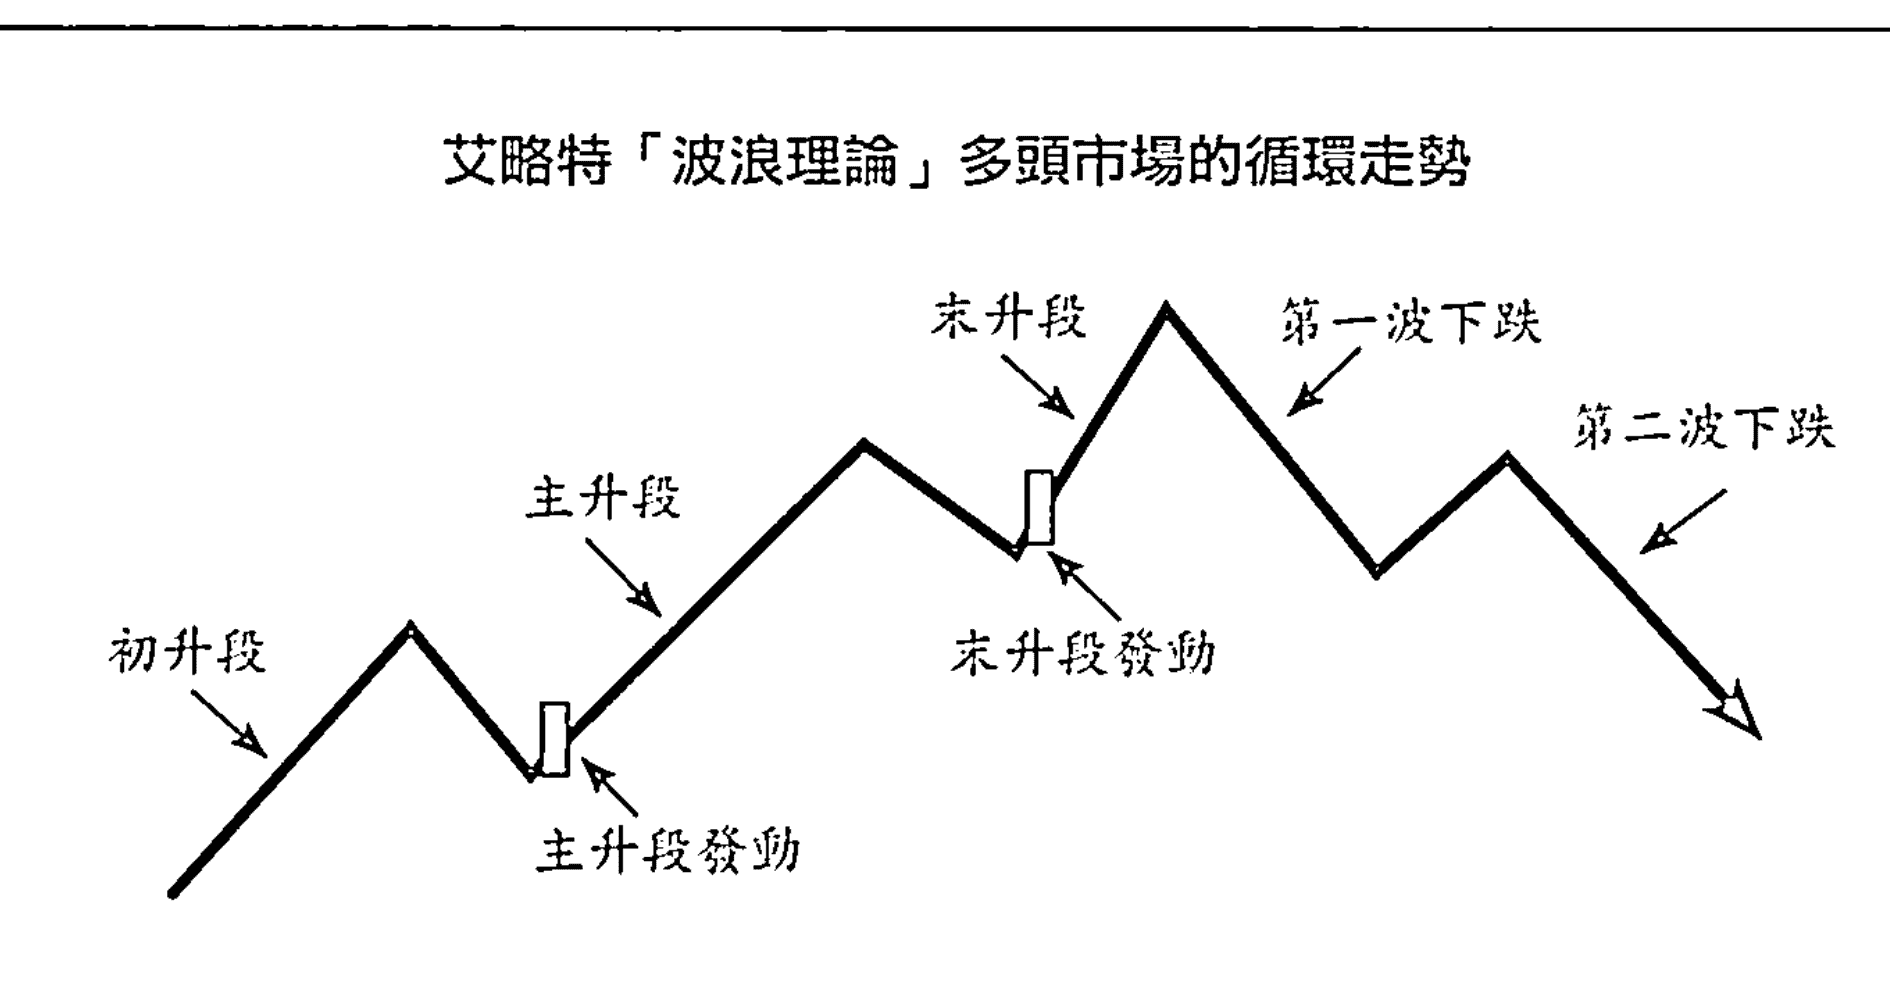 艾略特「波浪理論」多頭市場的循環走勢
末升段
第一波下跌
第二波下跌
主升段
初升段
末升段發動
主升段發動